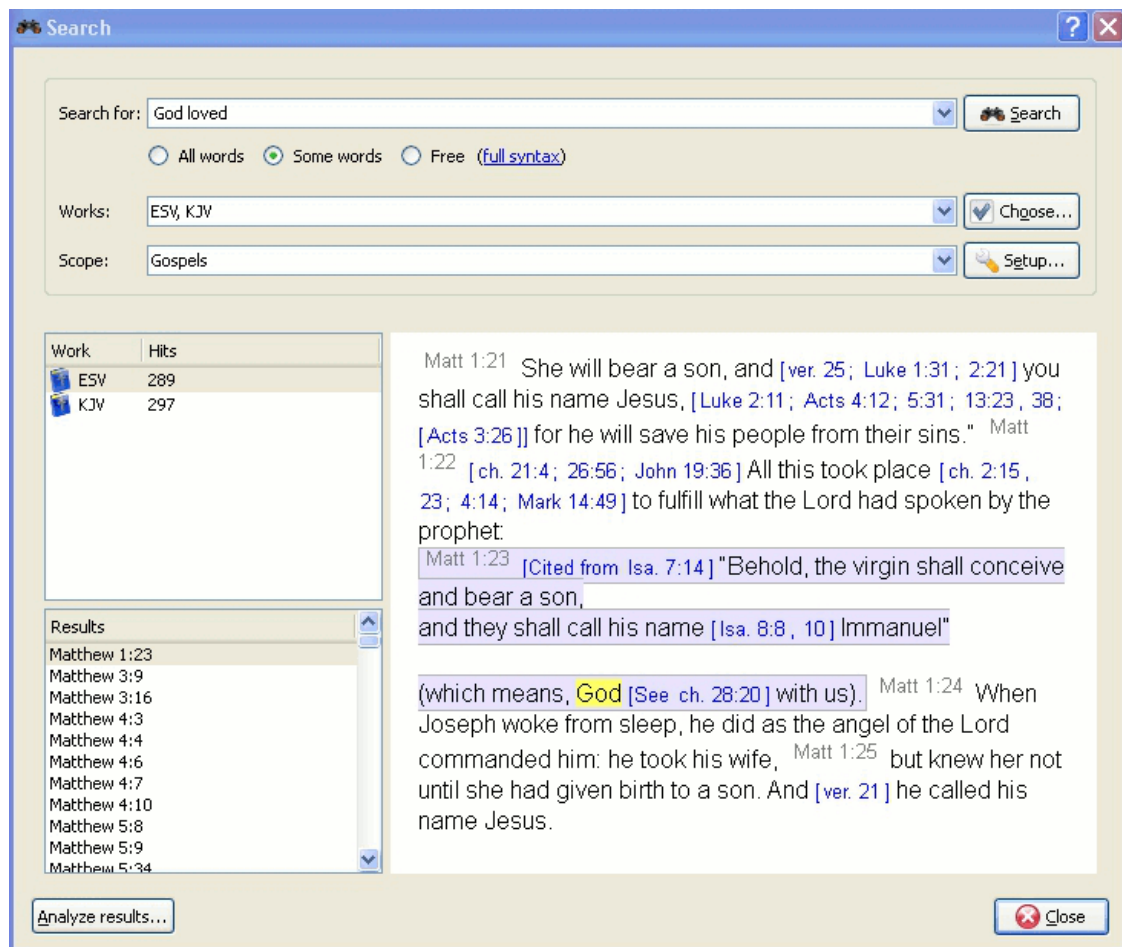 Search
Search for: God loved Search
All words Some words Free (full syntax)
Works: ESV, KJV Choose...
Scope: Gospels Setup...
Work Hits
ESV 289
KJV 297
Results
Matthew 1:23
Matthew 3:9
Matthew 3:16
Matthew 4:3
Matthew 4:4
Matthew 4:6
Matthew 4:7
Matthew 4:10
Matthew 5:8
Matthew 5:9
Matthew 5:34
Matt 1:21 She will bear a son, and [ver. 25; Luke 1:31; 2:21] you
shall call his name Jesus, [Luke 2:11; Acts 4:12; 5:31; 13:23, 38;
[Acts 3:26]] for he will save his people from their sins." Matt
1:22 [ch. 21:4; 26:56; John 19:36] All this took place [ch. 2:15,
23; 4:14; Mark 14:49] to fulfill what the Lord had spoken by the
prophet:
Matt 1:23 [Cited from Isa. 7:14] "Behold, the virgin shall conceive
and bear a son,
and they shall call his name [Isa. 8:8, 10] Immanuel"
(which means, God [See ch. 28:20] with us). Matt 1:24 When
Joseph woke from sleep, he did as the angel of the Lord
commanded him: he took his wife, Matt 1:25 but knew her not
until she had given birth to a son. And [ver. 21] he called his
name Jesus.
Analyze results... Close